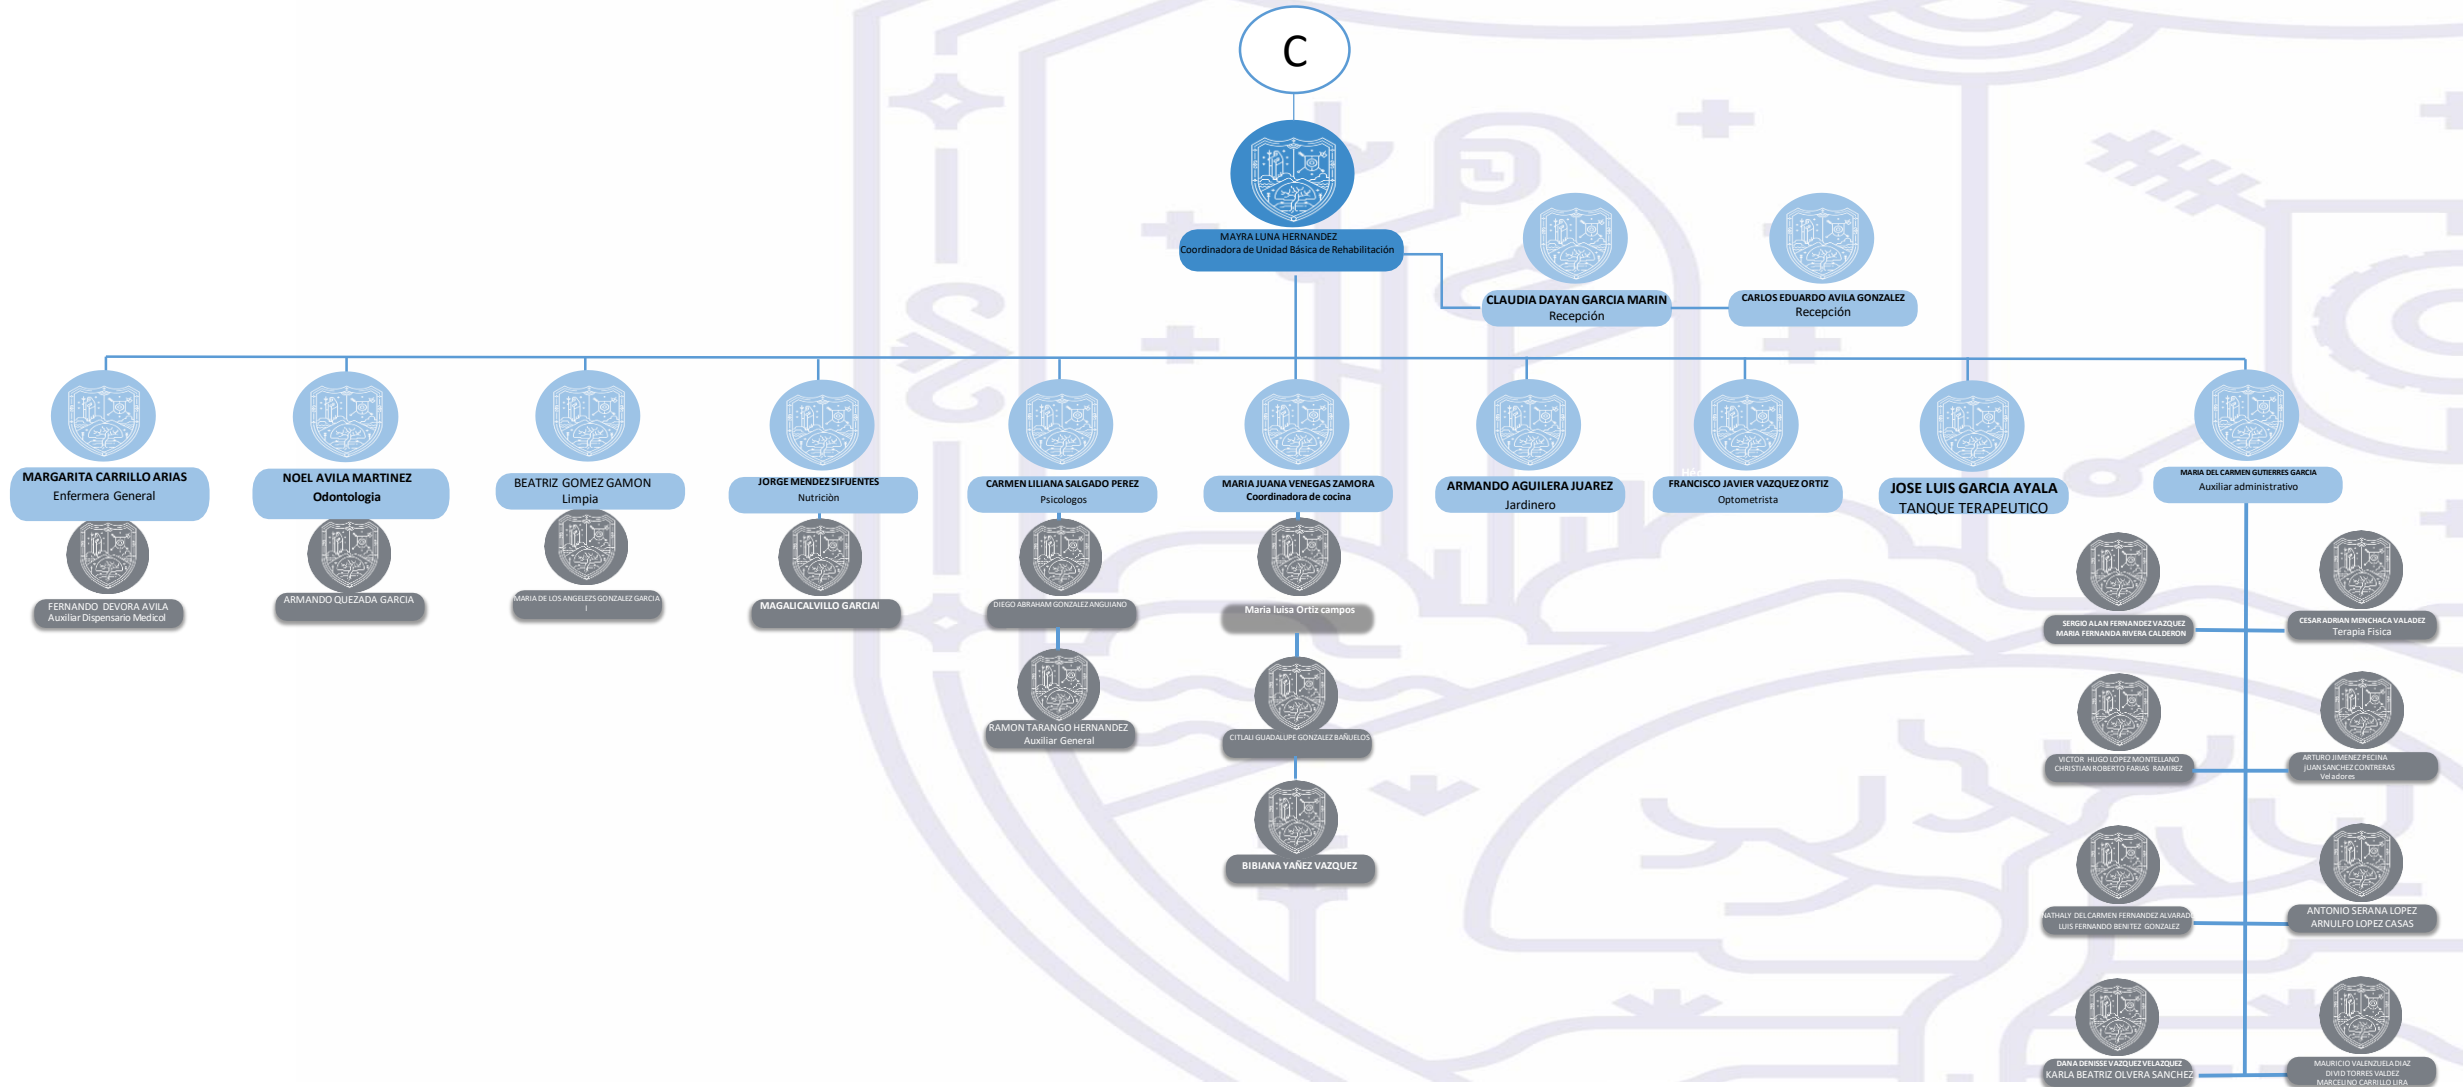 C
MAYRA LUNA HERNANDEZ
Coordinadora de Unidad Básica de Rehabilitación
CLAUDIA DAYAN GARCIA MARIN
Recepción
CARLOS EDUARDO AVILA GONZALEZ
Recepción
MARGARITA CARRILLO ARIAS
Enfermera General
NOEL AVILA MARTINEZ
Odontologia
BEATRIZ GOMEZ GAMON
Limpia
JORGE MENDEZ SIFUENTES
Nutriciòn
CARMEN LILIANA SALGADO PEREZ
Psicologos
MARIA JUANA VENEGAS ZAMORA
Coordinadora de cocina
ARMANDO AGUILERA JUAREZ
Jardinero
FRANCISCO JAVIER VAZQUEZ ORTIZ
Optometrista
JOSE LUIS GARCIA AYALA
TANQUE TERAPEUTICO
MARIA DEL CARMEN GUTIERRES GARCIA
Auxiliar administrativo
FERNANDO DEVORA AVILA
Auxiliar Dispensario Medicol
ARMANDO QUEZADA GARCIA
MARIA DE LOS ANGELEZS GONZALEZ GARCIA
I
MAGALICALVILLO GARCIAI
DIEGO ABRAHAM GONZALEZ ANGUIANO
Maria luisa Ortiz campos
SERGIO ALAN FERNANDEZ VAZQUEZ
MARIA FERNANDA RIVERA CALDERON
CESAR ADRIAN MENCHACA VALADEZ
Terapia Fisica
RAMON TARANGO HERNANDEZ
Auxiliar General
CITLALI GUADALUPE GONZALEZ BAÑUELOS
VICTOR HUGO LOPEZ MONTELLANO
CHRISTIAN ROBERTO FARIAS RAMIREZ
ARTURO JIMENEZ PECINA
JUAN SANCHEZ CONTRERAS
Veladores
BIBIANA YAÑEZ VAZQUEZ
NATHALY DEL CARMEN FERNANDEZ ALVARADO
LUIS FERNANDO BENITEZ GONZALEZ
ANTONIO SERANA LOPEZ
ARNULFO LOPEZ CASAS
DANA DENISSE VAZQUEZ VELAZQUEZ
KARLA BEATRIZ OLVERA SANCHEZ
MAURICIO VALENZUELA DIAZ
DIVID TORRES VALDEZ
MARCELINO CARRILLO LIRA